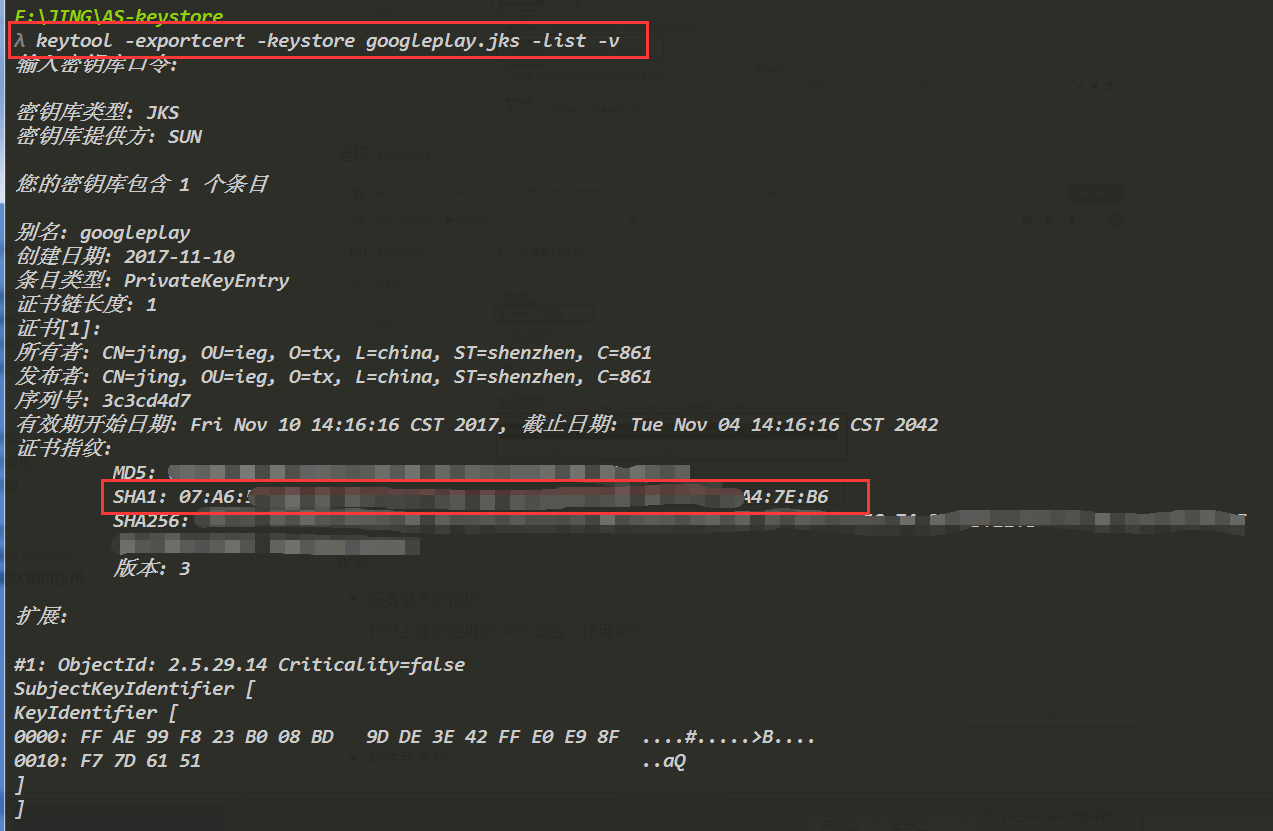 E:\JING\AS-keystore
λ keytool -exportcert -keystore googleplay.jks -list -v
输入密钥库口令:
密钥库类型: JKS
密钥库提供方: SUN
您的密钥库包含 1 个条目
别名: googleplay
创建日期: 2017-11-10
条目类型: PrivateKeyEntry
证书链长度: 1
证书[1]:
所有者: CN=jing, OU=ieg, O=tx, L=china, ST=shenzhen, C=861
发布者: CN=jing, OU=ieg, O=tx, L=china, ST=shenzhen, C=861
序列号: 3c3cd4d7
有效期开始日期: Fri Nov 10 14:16:16 CST 2017, 截止日期: Tue Nov 04 14:16:16 CST 2042
证书指纹:
MD5:
SHA1: 07:A6: A4:7E:B6
SHA256:
版本: 3
扩展:
#1: ObjectId: 2.5.29.14 Criticality=false
SubjectKeyIdentifier [
KeyIdentifier [
0000: FF AE 99 F8 23 B0 08 BD 9D DE 3E 42 FF E0 E9 8F ....#.....>B....
0010: F7 7D 61 51 ..aQ
]
]